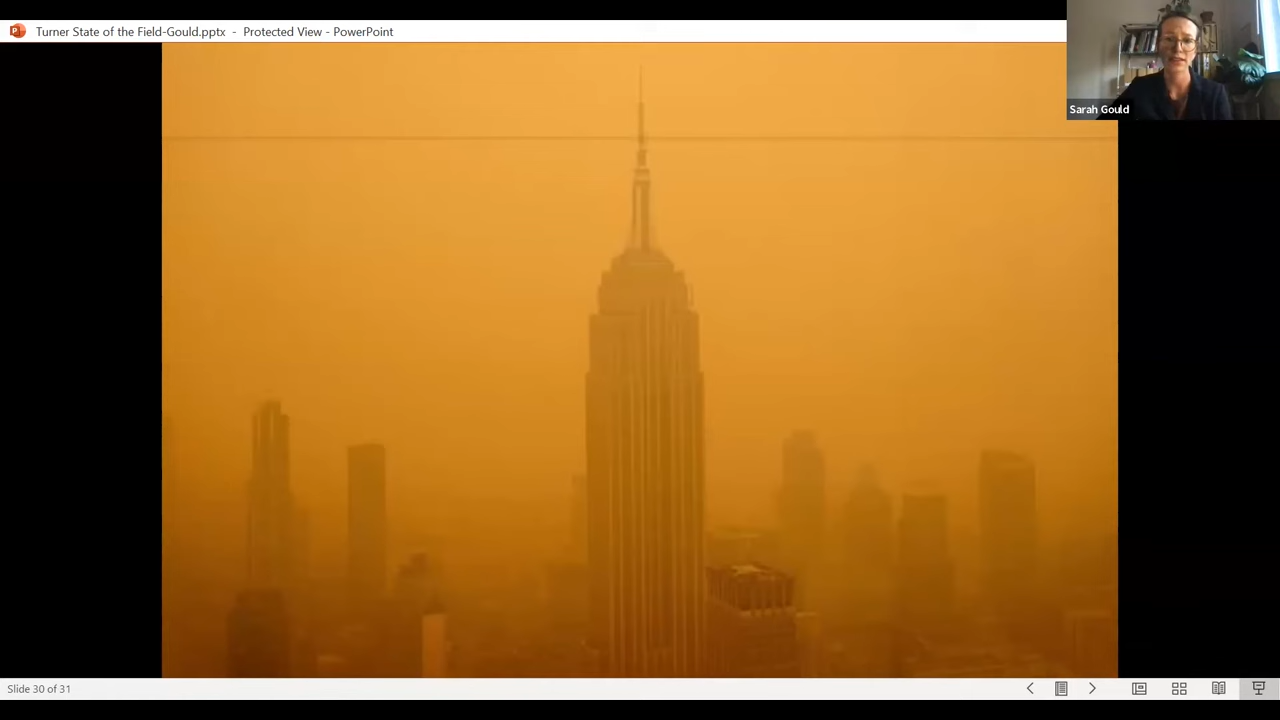 Turner State of the Field-Gould.pptx - Protected View - PowerPoint
Sarah Gould
Slide 30 of 31